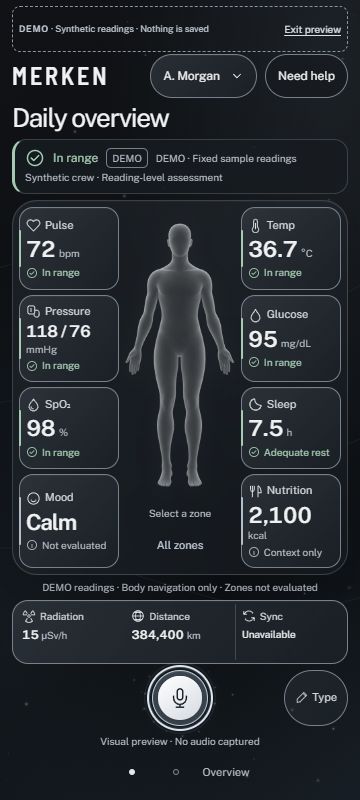 DEMO · Synthetic readings · Nothing is saved
Exit preview
MERKEN
A. Morgan
Need help
Daily overview
In range
DEMO
DEMO · Fixed sample readings
Synthetic crew · Reading-level assessment
Pulse
72 bpm
In range
Temp
36.7 °C
In range
Pressure
118 / 76
mmHg
In range
Glucose
95 mg/dL
In range
SpO₂
98 %
In range
Sleep
7.5 h
Adequate rest
Mood
Calm
Not evaluated
Nutrition
2,100
kcal
Context only
Select a zone
All zones
DEMO readings · Body navigation only · Zones not evaluated
Radiation
15 µSv/h
Distance
384,400 km
Sync
Unavailable
Type
Visual preview · No audio captured
Overview